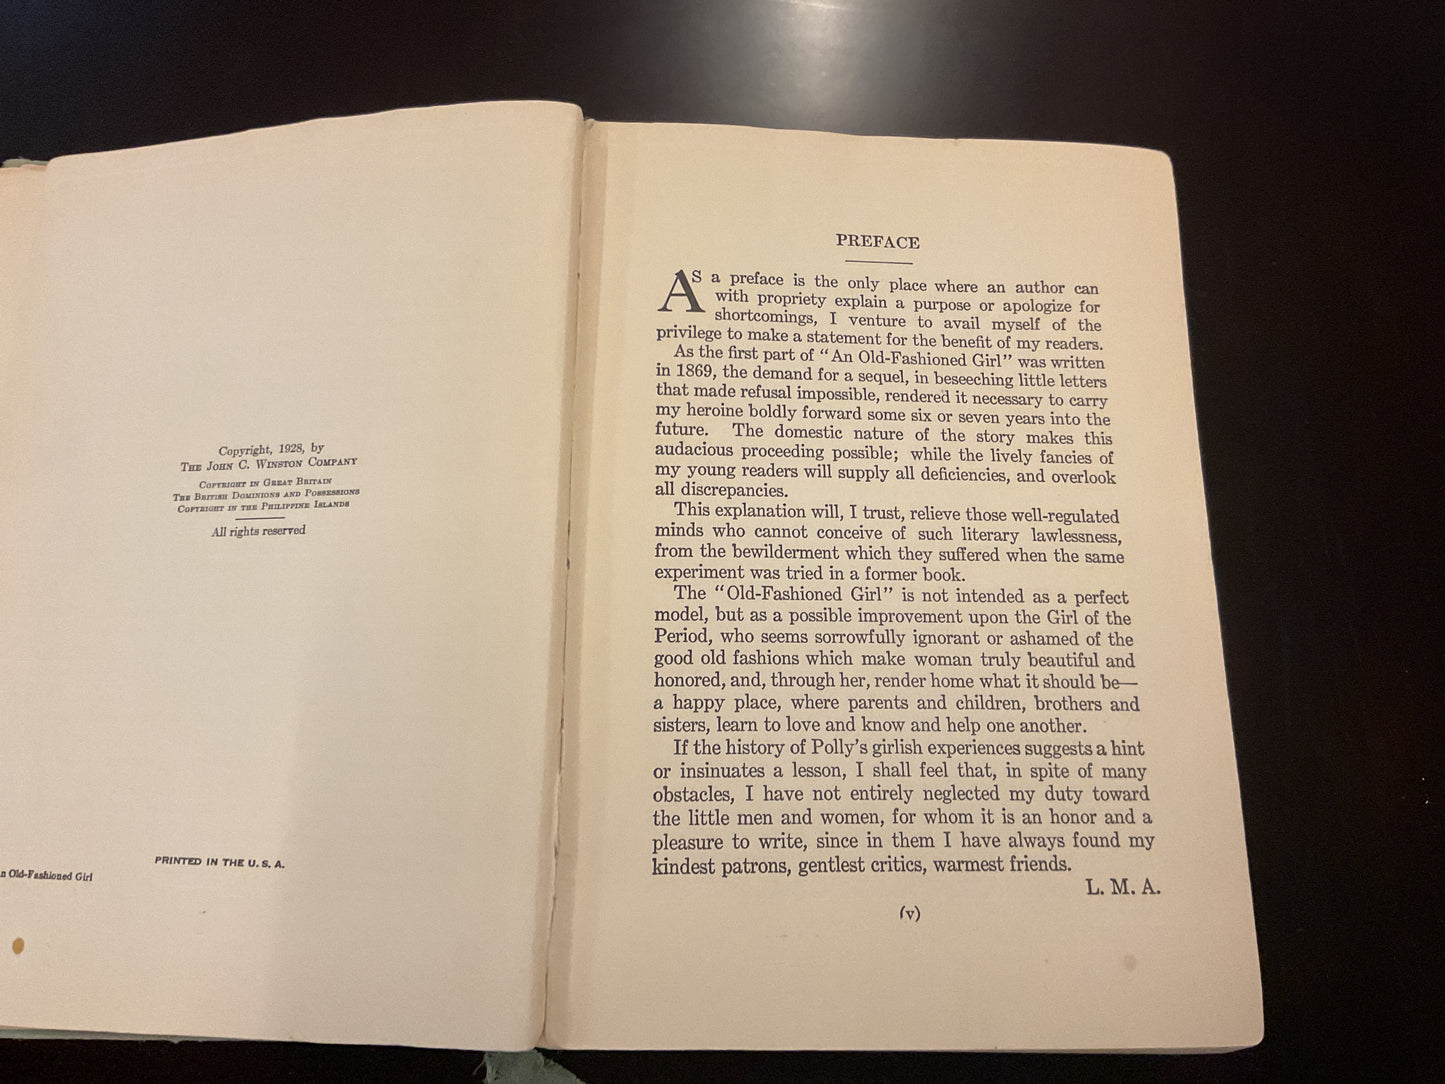 Copyright, 1928, by
THE JOHN C. WINSTON COMPANY
COPYRIGHT IN GREAT BRITAIN
THE BRITISH DOMINIONS AND POSSESSIONS
COPYRIGHT IN THE PHILIPPINE ISLANDS
All rights reserved
PRINTED IN THE U. S. A.
n Old-Fashioned Girl
PREFACE
AS a preface is the only place where an author can
with propriety explain a purpose or apologize for
shortcomings, I venture to avail myself of the
privilege to make a statement for the benefit of my readers.
As the first part of "An Old-Fashioned Girl" was written
in 1869, the demand for a sequel, in beseeching little letters
that made refusal impossible, rendered it necessary to carry
my heroine boldly forward some six or seven years into the
future. The domestic nature of the story makes this
audacious proceeding possible; while the lively fancies of
my young readers will supply all deficiencies, and overlook
all discrepancies.
This explanation will, I trust, relieve those well-regulated
minds who cannot conceive of such literary lawlessness,
from the bewilderment which they suffered when the same
experiment was tried in a former book.
The "Old-Fashioned Girl" is not intended as a perfect
model, but as a possible improvement upon the Girl of the
Period, who seems sorrowfully ignorant or ashamed of the
good old fashions which make woman truly beautiful and
honored, and, through her, render home what it should be—
a happy place, where parents and children, brothers and
sisters, learn to love and know and help one another.
If the history of Polly's girlish experiences suggests a hint
or insinuates a lesson, I shall feel that, in spite of many
obstacles, I have not entirely neglected my duty toward
the little men and women, for whom it is an honor and a
pleasure to write, since in them I have always found my
kindest patrons, gentlest critics, warmest friends.
L. M. A.
(v)